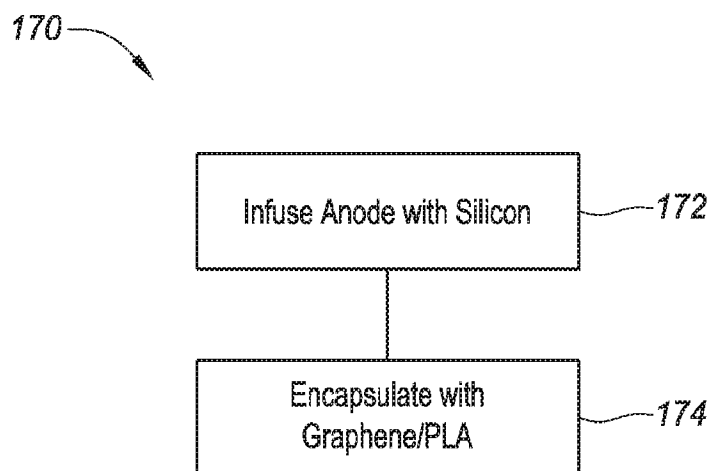 170
Infuse Anode with Silicon
172
Encapsulate with
Graphene/PLA
174